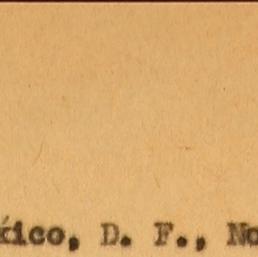 xico, D. F., No